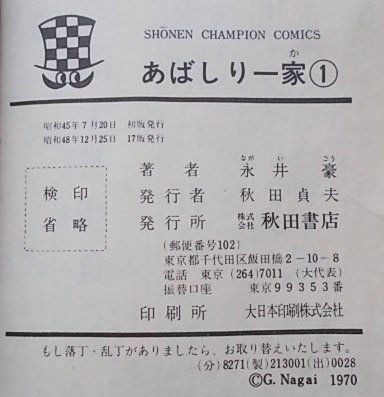 SHŌNEN CHAMPION COMICS
か
あばしり一家①
昭和45年7月20日 初版発行
昭和48年12月25日 17版発行
検印
省略
なが い ごう
著者 永井豪
発行者 秋田貞夫
発行所 株式会社 秋田書店
(郵便番号102)
東京都千代田区飯田橋2-10-8
電話 東京 (264)7011 (大代表)
振替口座 東京99353番
印刷所 大日本印刷株式会社
もし落丁・乱丁がありましたら、お取り替えいたします。
(分)8271(製)213001(出)0028
©G. Nagai 1970